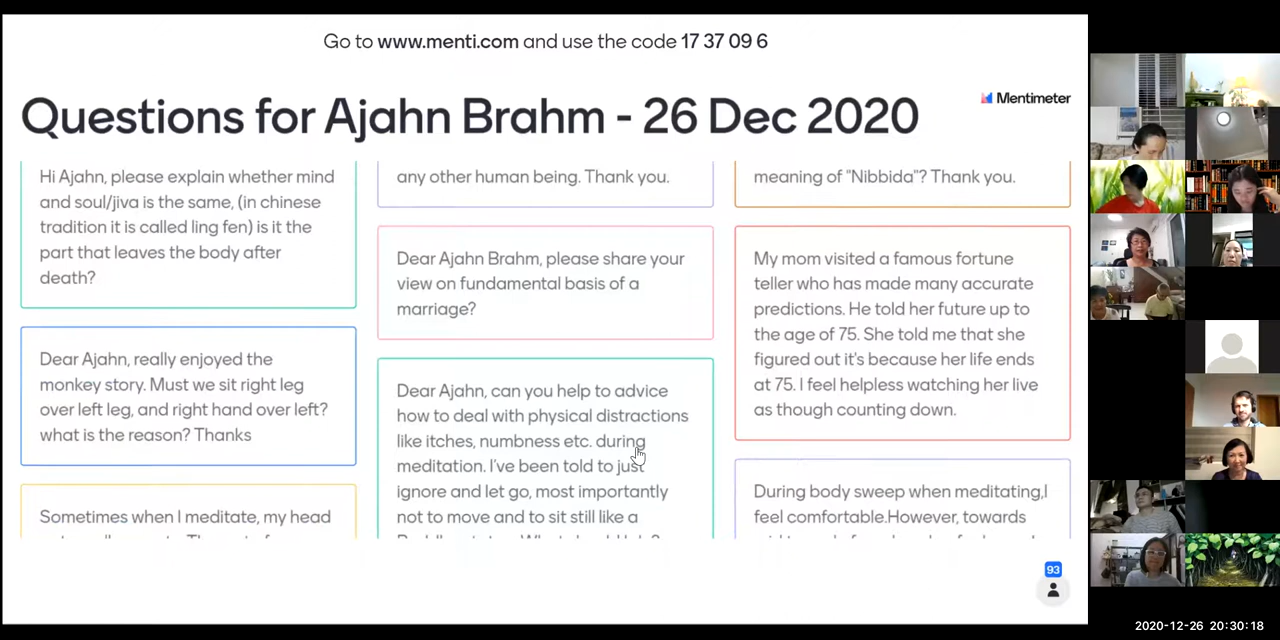 Go to www.menti.com and use the code 17 37 09 6
Questions for Ajahn Brahm - 26 Dec 2020
Mentimeter
Hi Ajahn, please explain whether mind
and soul/jiva is the same, (in chinese
tradition it is called ling fen) is it the
part that leaves the body after
death?
Dear Ajahn, really enjoyed the
monkey story. Must we sit right leg
over left leg, and right hand over left?
what is the reason? Thanks
Sometimes when I meditate, my head
any other human being. Thank you.
Dear Ajahn Brahm, please share your
view on fundamental basis of a
marriage?
Dear Ajahn, can you help to advice
how to deal with physical distractions
like itches, numbness etc. during
meditation. I've been told to just
ignore and let go, most importantly
not to move and to sit still like a
meaning of "Nibbida"? Thank you.
My mom visited a famous fortune
teller who has made many accurate
predictions. He told her future up to
the age of 75. She told me that she
figured out it's because her life ends
at 75. I feel helpless watching her live
as though counting down.
During body sweep when meditating,I
feel comfortable.However, towards
93
2020-12-26 20:30:18